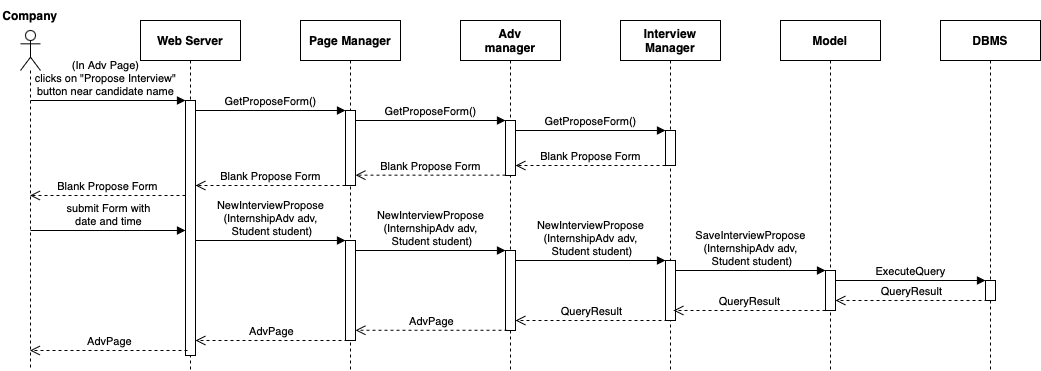 Company
Web Server
Page Manager
Adv
manager
Interview
Manager
Model
DBMS
(In Adv Page)
clicks on "Propose Interview"
button near candidate name
GetProposeForm()
GetProposeForm()
GetProposeForm()
Blank Propose Form
Blank Propose Form
Blank Propose Form
Blank Propose Form
submit Form with
date and time
NewInterviewPropose
(InternshipAdv adv,
Student student)
NewInterviewPropose
(InternshipAdv adv,
Student student)
NewInterviewPropose
(InternshipAdv adv,
Student student)
SaveInterviewPropose
(InternshipAdv adv,
Student student)
ExecuteQuery
QueryResult
QueryResult
QueryResult
AdvPage
AdvPage
AdvPage